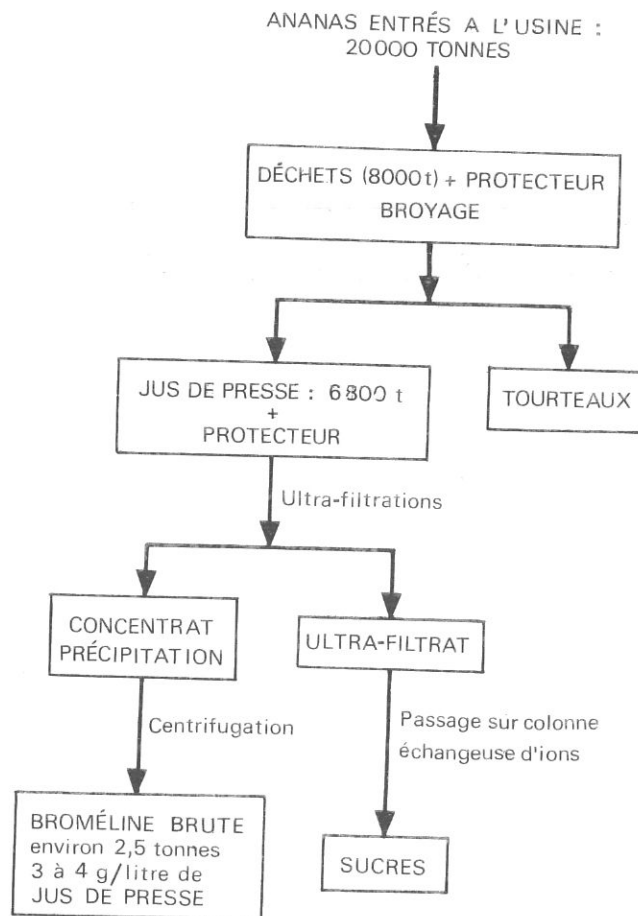 ANANAS ENTRÉS A L'USINE :
20000 TONNES
DÉCHETS (8000t) + PROTECTEUR
BROYAGE
JUS DE PRESSE : 6800 t
+
PROTECTEUR
TOURTEAUX
Ultra-filtrations
CONCENTRAT
PRÉCIPITATION
ULTRA-FILTRAT
Centrifugation
Passage sur colonne
échangeuse d'ions
BROMÉLINE BRUTE
environ 2,5 tonnes
3 à 4 g/litre de
JUS DE PRESSE
SUCRES